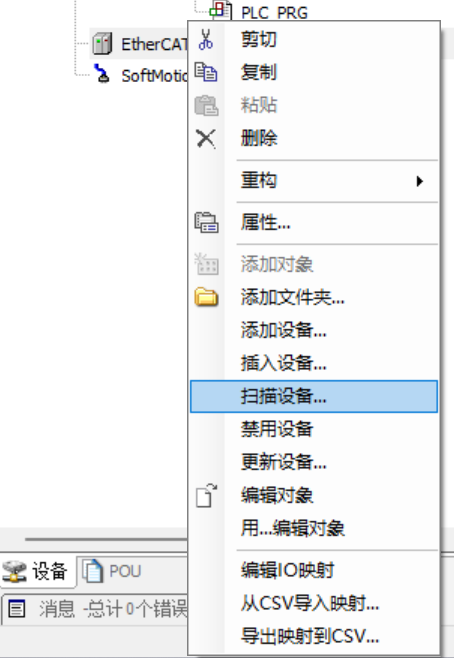 PLC_PRG
EtherCAT
SoftMotio
剪切
复制
粘贴
删除
重构
属性...
添加对象
添加文件夹...
添加设备...
插入设备...
扫描设备...
禁用设备
更新设备...
编辑对象
用...编辑对象
编辑IO映射
从CSV导入映射...
导出映射到CSV...
设备 POU
消息 -总计0个错误